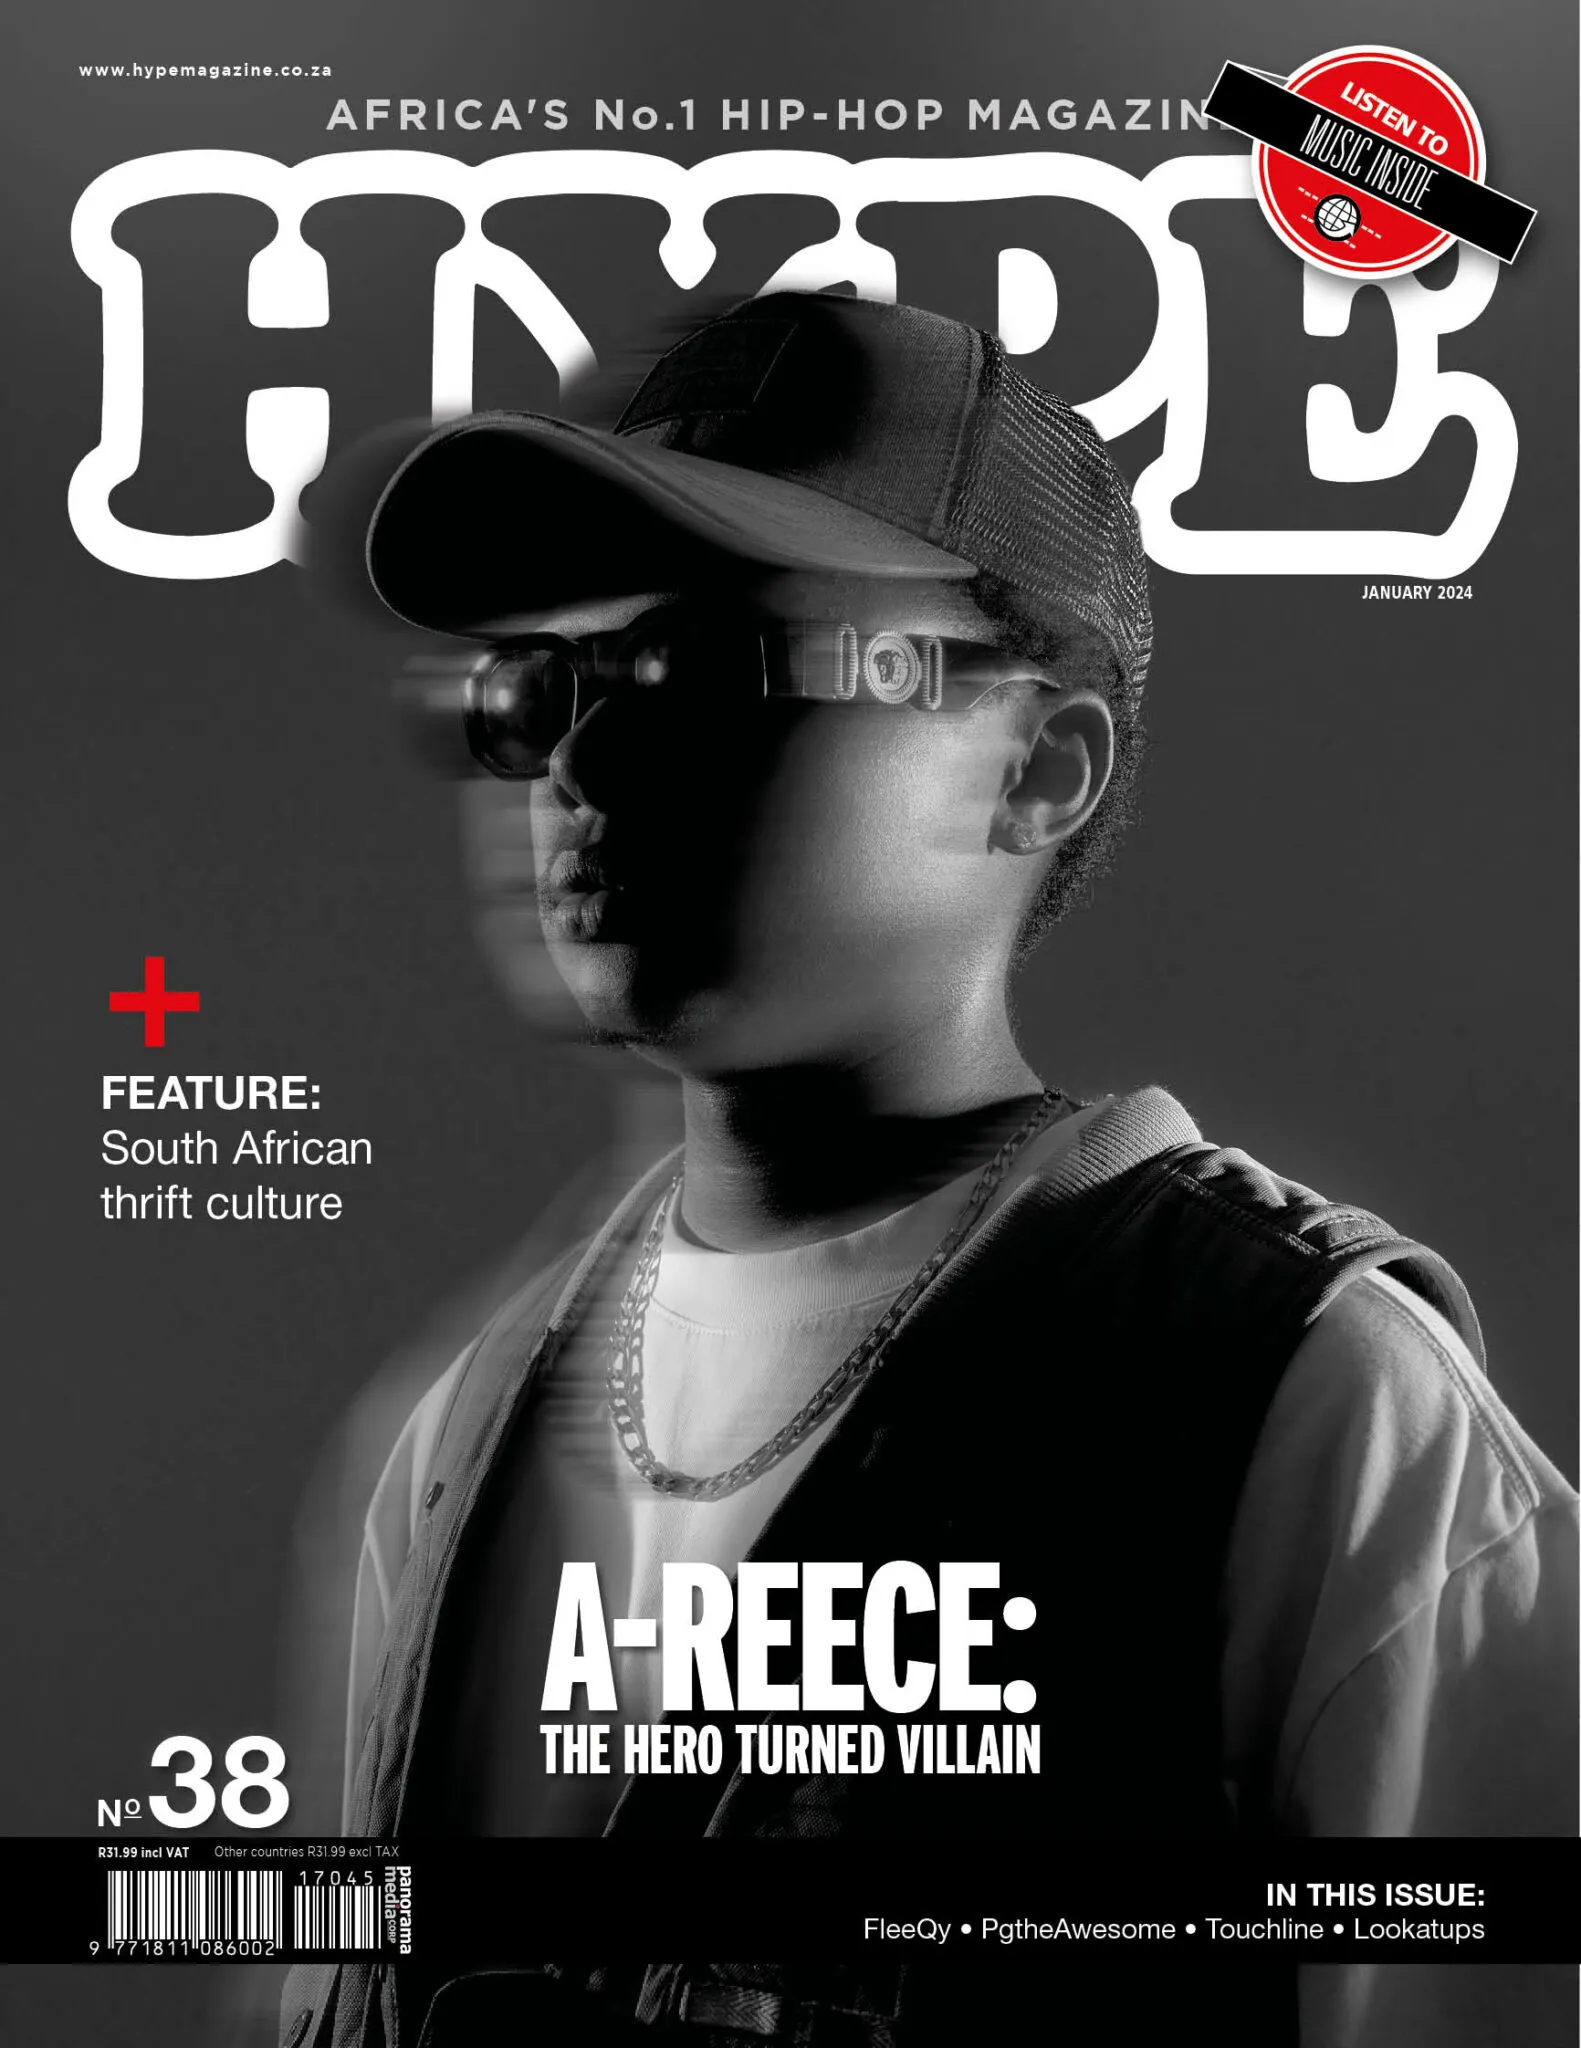 www.hypemagazine.co.za
AFRICA'S No.1 HIP-HOP MAGAZIN
LISTEN TO
MUSIC INSIDE
HYPE
JANUARY 2024
+
FEATURE:
South African
thrift culture
A-REECE:
THE HERO TURNED VILLAIN
Nº38
R31.99 incl VAT Other countries R31.99 excl TAX
17045
9 771811 086002
panorama
mediaCORP
IN THIS ISSUE:
FleeQy • PgtheAwesome • Touchline • Lookatups